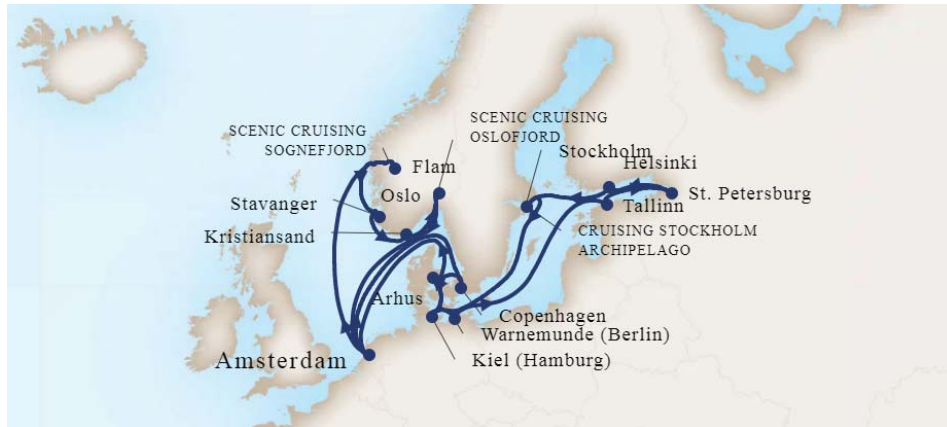 SCENIC CRUISING
OSLOFJORD
SCENIC CRUISING
SOGNEFJORD
Stockholm
Flam
Helsinki
Oslo
St. Petersburg
Stavanger
Tallinn
Kristiansand
CRUISING STOCKHOLM
ARCHIPELAGO
Arhus
Copenhagen
Warnemunde (Berlin)
Amsterdam
Kiel (Hamburg)